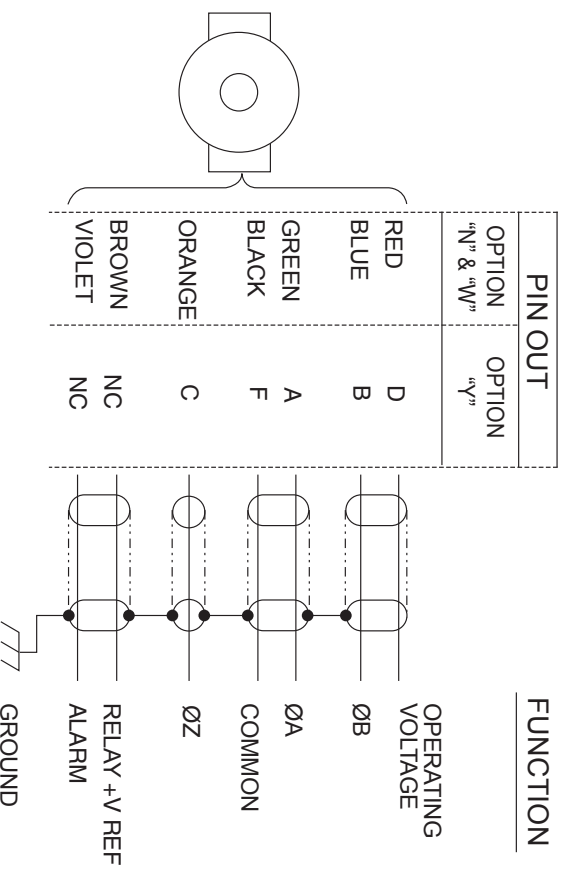 PIN OUT
OPTION
“N” & “W”
OPTION
“Y”
FUNCTION
RED
D
OPERATING
VOLTAGE
BLUE
B
ØB
GREEN
A
ØA
BLACK
F
COMMON
ORANGE
C
ØZ
BROWN
NC
RELAY +V REF
VIOLET
NC
ALARM
GROUND